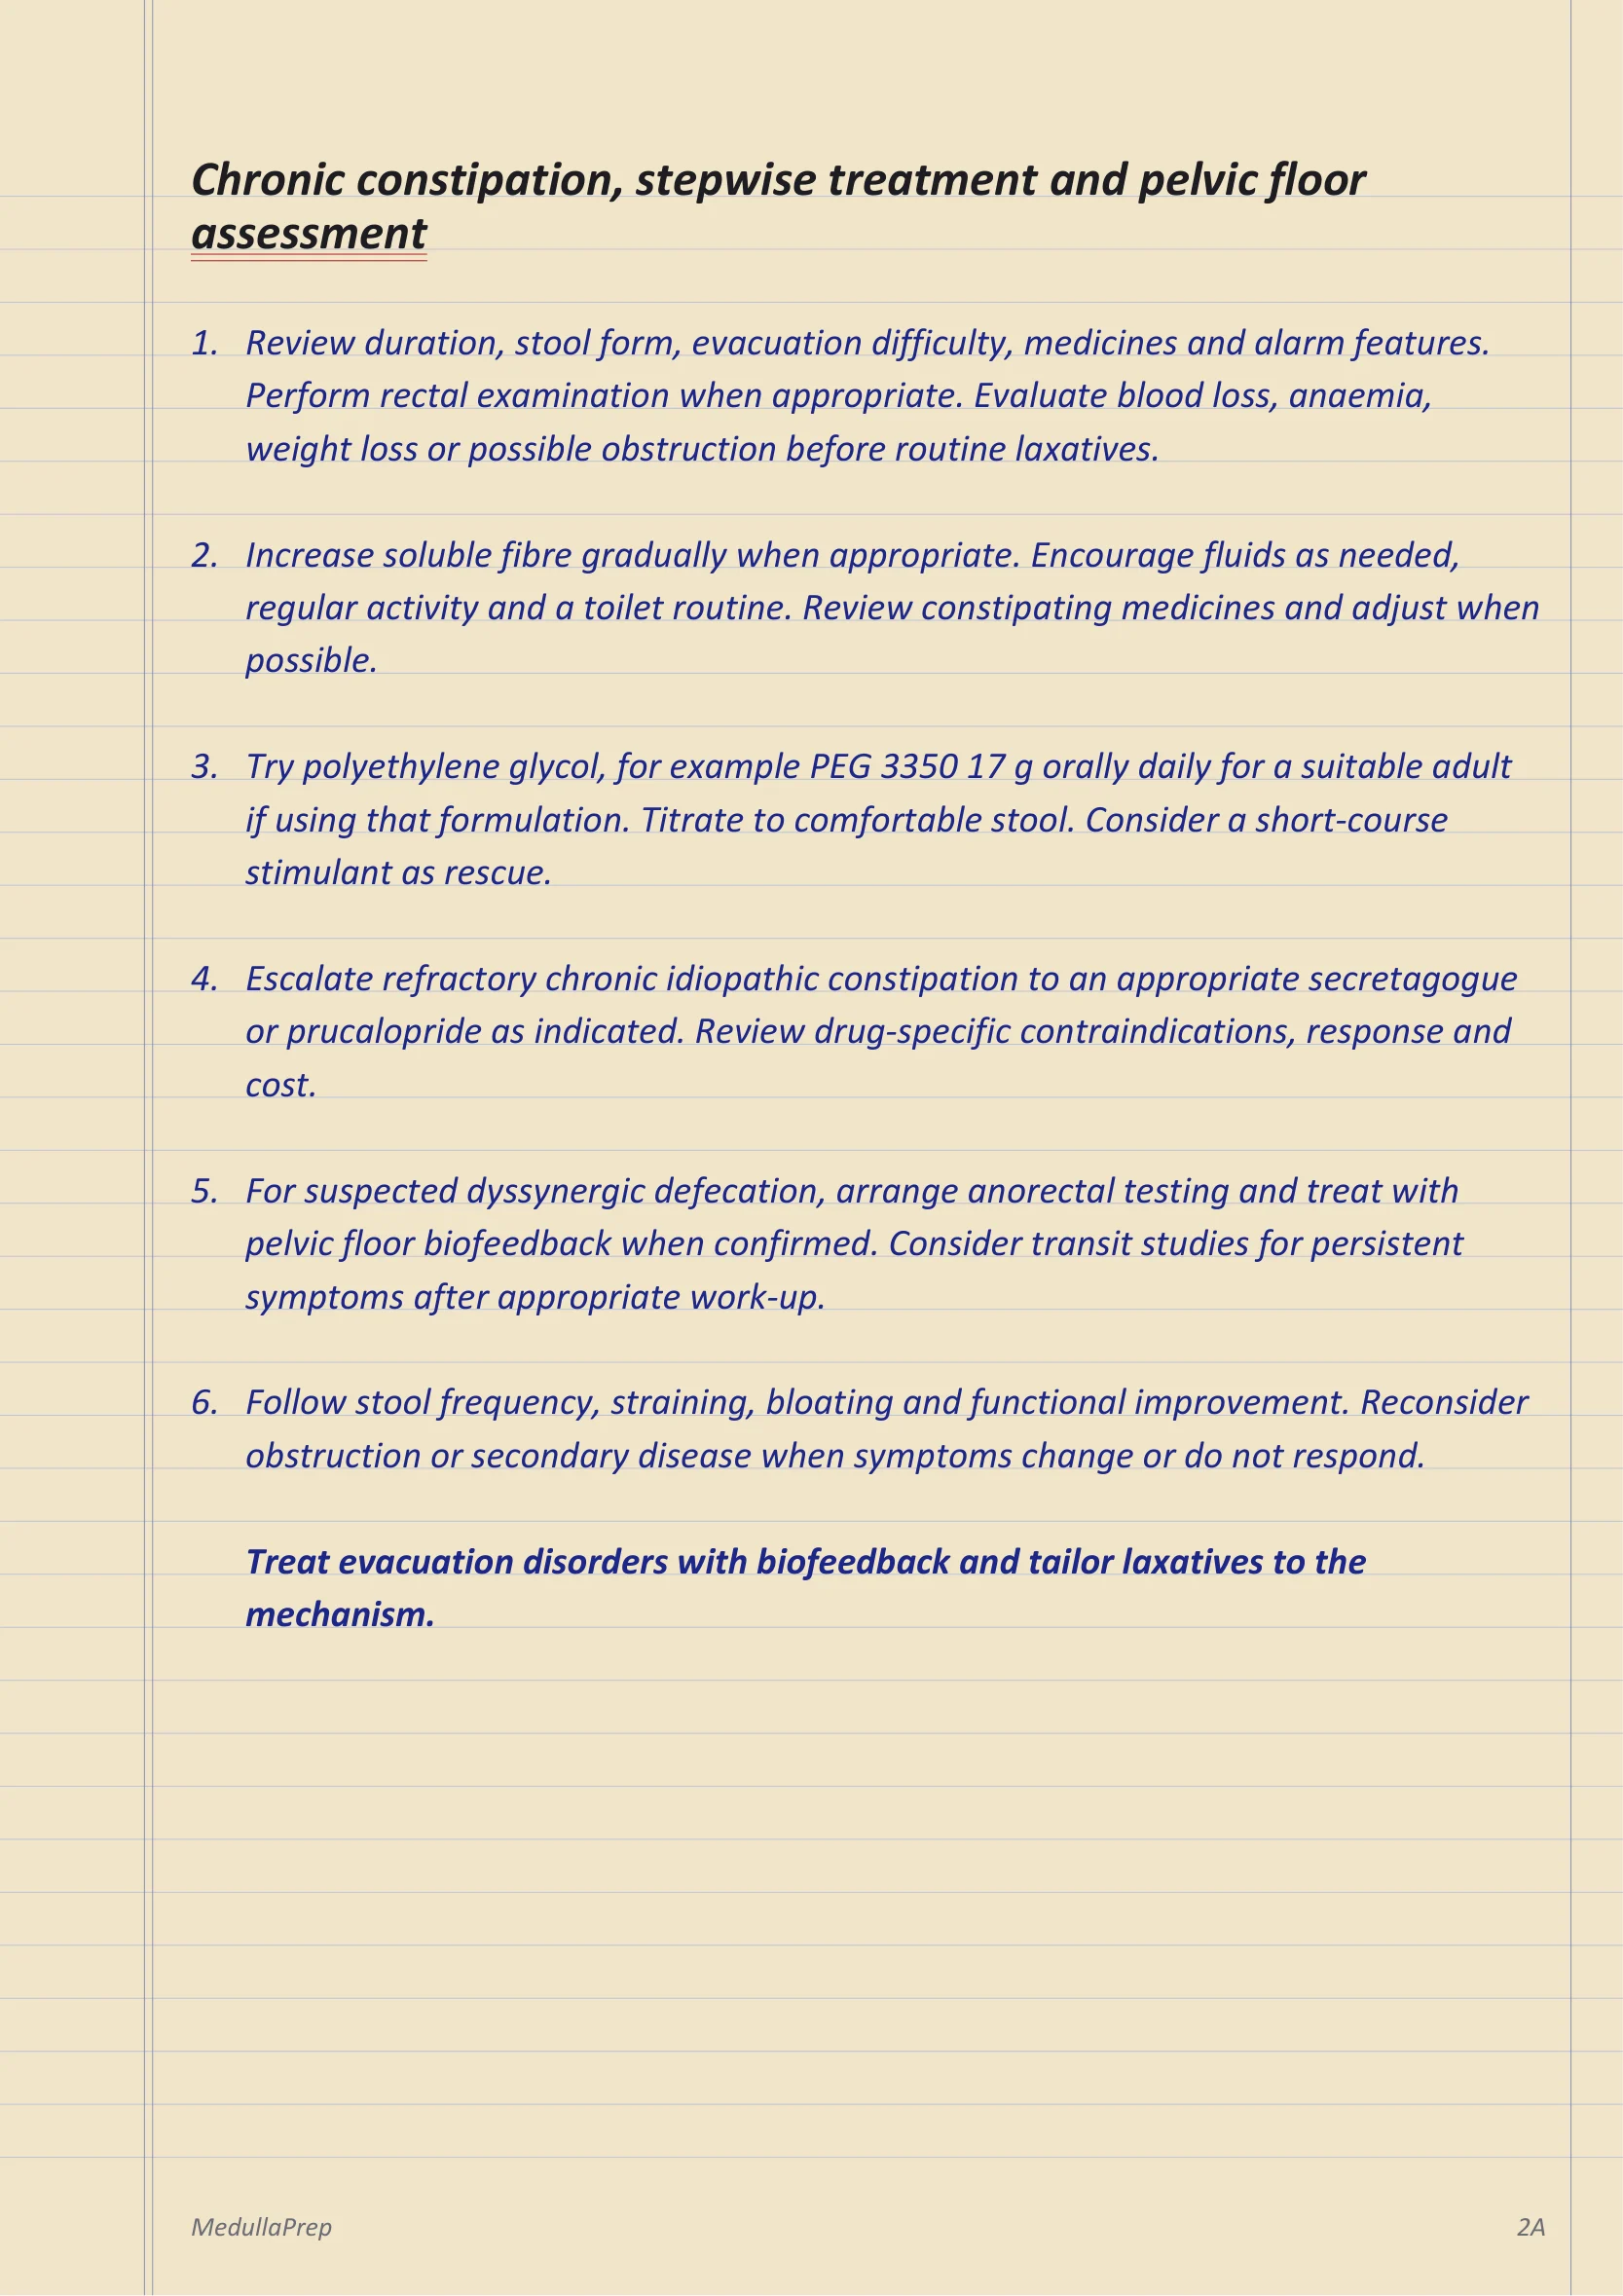 Chronic constipation, stepwise treatment and pelvic floor
assessment
1. Review duration, stool form, evacuation difficulty, medicines and alarm features.
Perform rectal examination when appropriate. Evaluate blood loss, anaemia,
weight loss or possible obstruction before routine laxatives.
2. Increase soluble fibre gradually when appropriate. Encourage fluids as needed,
regular activity and a toilet routine. Review constipating medicines and adjust when
possible.
3. Try polyethylene glycol, for example PEG 3350 17 g orally daily for a suitable adult
if using that formulation. Titrate to comfortable stool. Consider a short-course
stimulant as rescue.
4. Escalate refractory chronic idiopathic constipation to an appropriate secretagogue
or prucalopride as indicated. Review drug-specific contraindications, response and
cost.
5. For suspected dyssynergic defecation, arrange anorectal testing and treat with
pelvic floor biofeedback when confirmed. Consider transit studies for persistent
symptoms after appropriate work-up.
6. Follow stool frequency, straining, bloating and functional improvement. Reconsider
obstruction or secondary disease when symptoms change or do not respond.
Treat evacuation disorders with biofeedback and tailor laxatives to the
mechanism.
MedullaPrep
2A